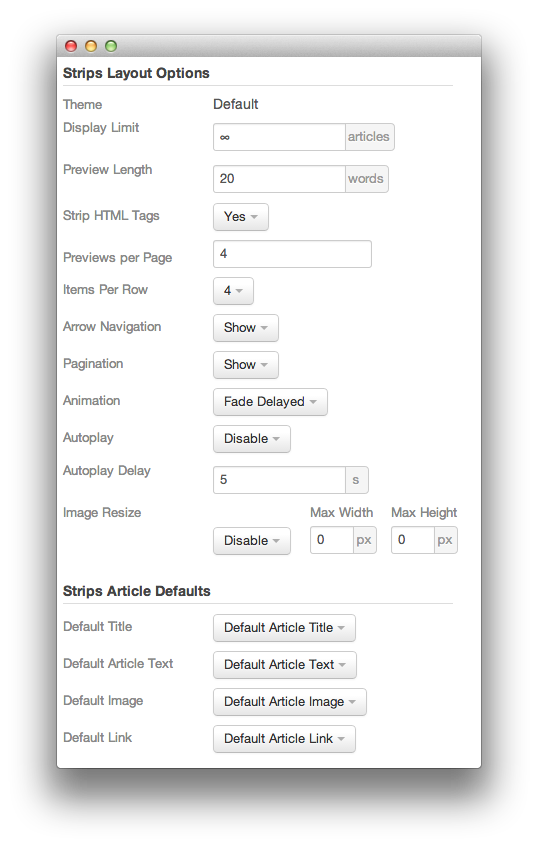 Strips Layout Options
Theme Default
Display Limit ∞ articles
Preview Length 20 words
Strip HTML Tags Yes
Previews per Page 4
Items Per Row 4
Arrow Navigation Show
Pagination Show
Animation Fade Delayed
Autoplay Disable
Autoplay Delay 5 s
Image Resize Max Width Max Height
Disable 0 px 0 px
Strips Article Defaults
Default Title Default Article Title
Default Article Text Default Article Text
Default Image Default Article Image
Default Link Default Article Link